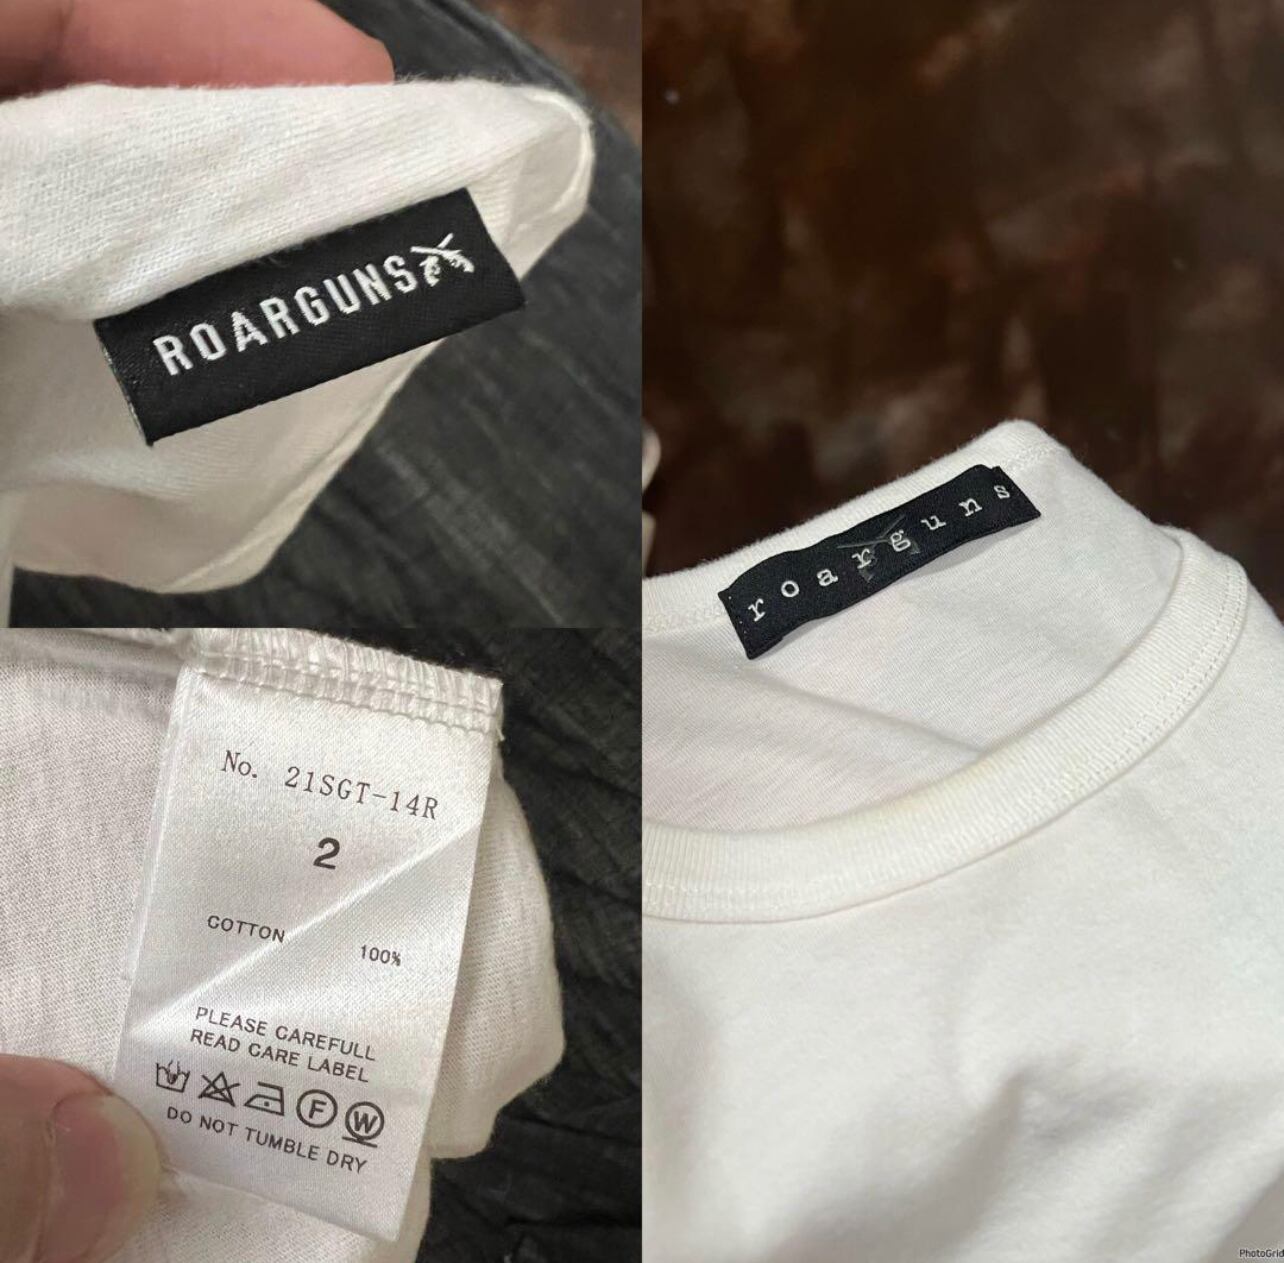 ROARGUNS
No. 21SGT-14R
2
COTTON 100%
PLEASE CAREFULL
READ CARE LABEL
F W
DO NOT TUMBLE DRY
roarguns
PhotoGrid